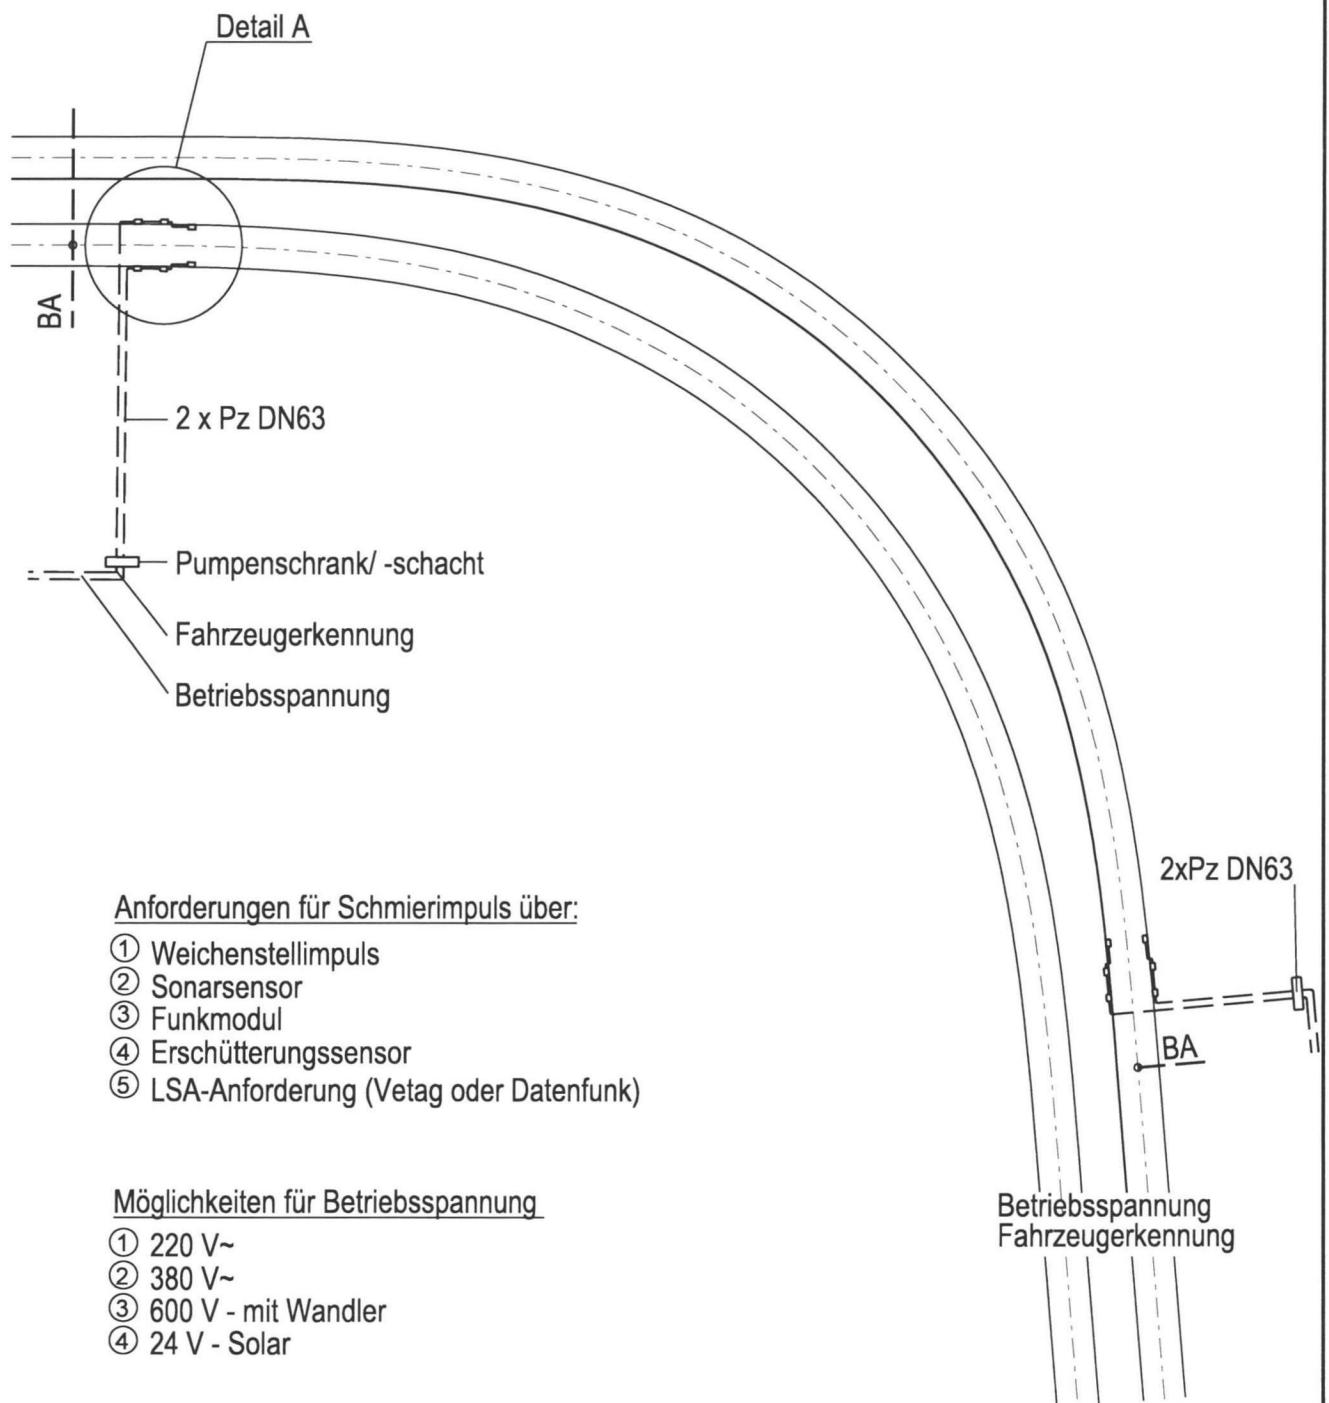 Detail A
BA
2 x Pz DN63
Pumpenschrank/ -schacht
Fahrzeugerkennung
Betriebsspannung
2xPz DN63
BA
Betriebsspannung
Fahrzeugerkennung
Anforderungen für Schmierimpuls über:
① Weichenstellimpuls
② Sonarsensor
③ Funkmodul
④ Erschütterungssensor
⑤ LSA-Anforderung (Vetag oder Datenfunk)
Möglichkeiten für Betriebsspannung
① 220 V~
② 380 V~
③ 600 V - mit Wandler
④ 24 V - Solar